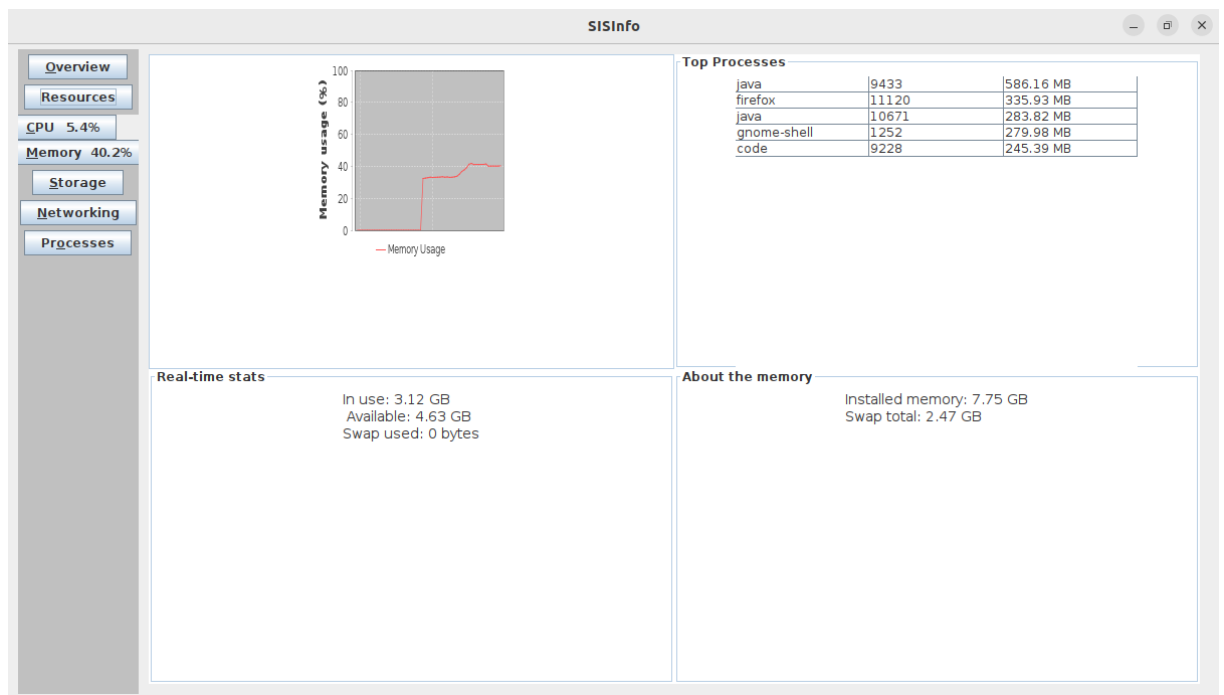 SISInfo
Overview
Resources
CPU 5.4%
Memory 40.2%
Storage
Networking
Processes
Memory usage (%)
100
80
60
40
20
0
Memory Usage
Top Processes
java 9433 586.16 MB
firefox 11120 335.93 MB
java 10671 283.82 MB
gnome-shell 1252 279.98 MB
code 9228 245.39 MB
Real-time stats
In use: 3.12 GB
Available: 4.63 GB
Swap used: 0 bytes
About the memory
Installed memory: 7.75 GB
Swap total: 2.47 GB